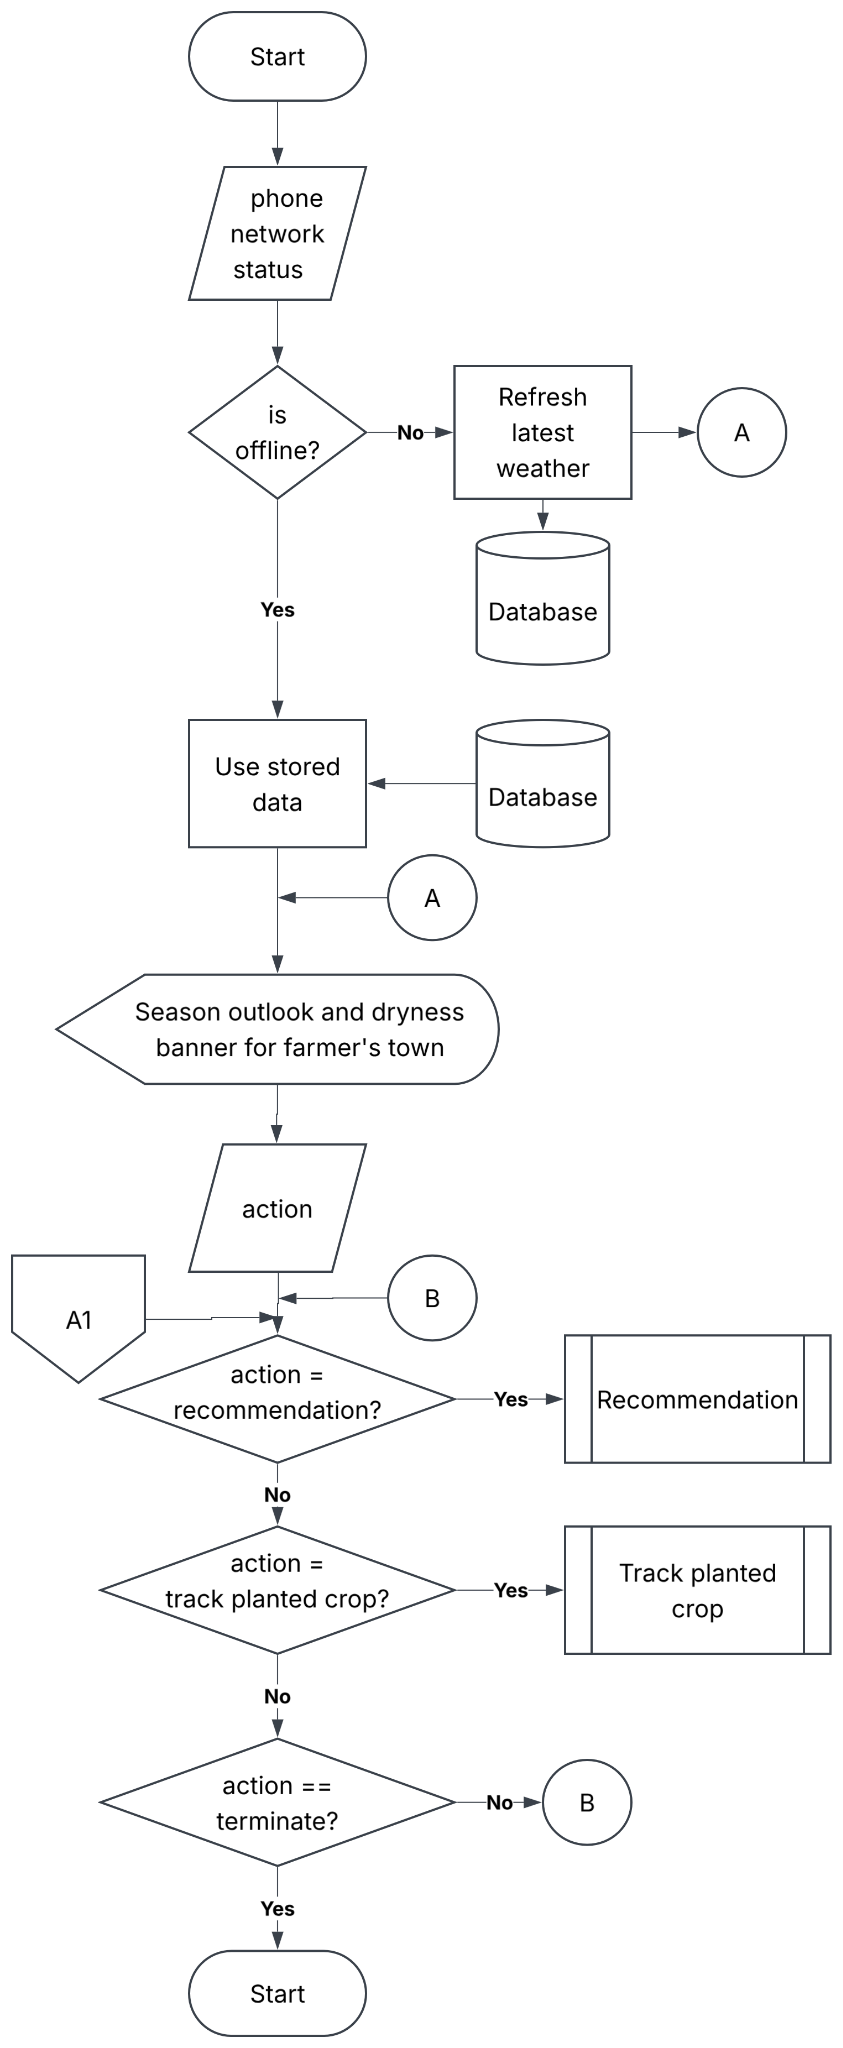 Start
phone
network
status
is
offline?
No
Refresh
latest
weather
A
Database
Yes
Use stored
data
Database
A
Season outlook and dryness
banner for farmer's town
action
A1
B
action =
recommendation?
Yes
Recommendation
No
action =
track planted crop?
Yes
Track planted
crop
No
action ==
terminate?
No
B
Yes
Start